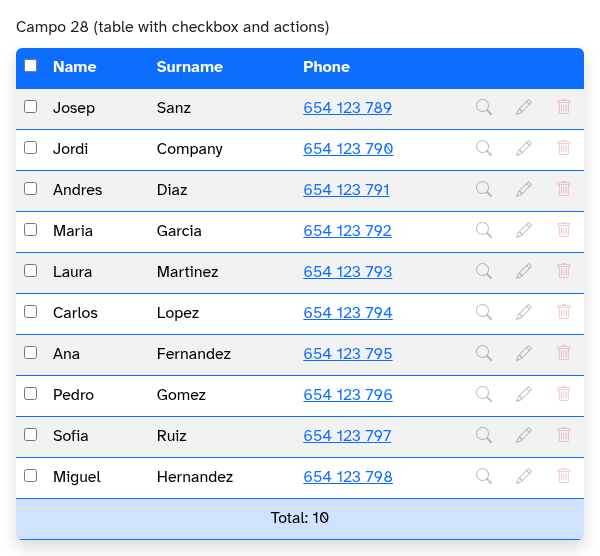 Campo 28 (table with checkbox and actions)
Name Surname Phone
Josep Sanz 654 123 789
Jordi Company 654 123 790
Andres Diaz 654 123 791
Maria Garcia 654 123 792
Laura Martinez 654 123 793
Carlos Lopez 654 123 794
Ana Fernandez 654 123 795
Pedro Gomez 654 123 796
Sofia Ruiz 654 123 797
Miguel Hernandez 654 123 798
Total: 10